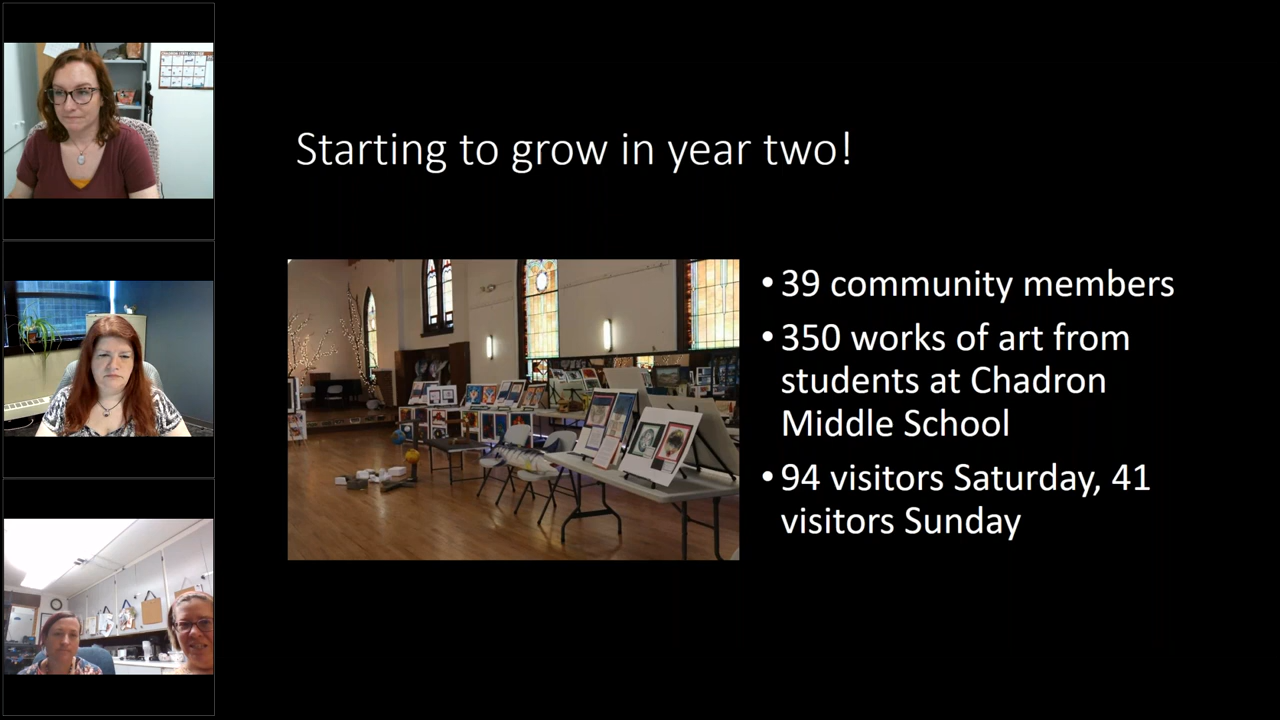 Starting to grow in year two!
• 39 community members
• 350 works of art from
students at Chadron
Middle School
• 94 visitors Saturday, 41
visitors Sunday